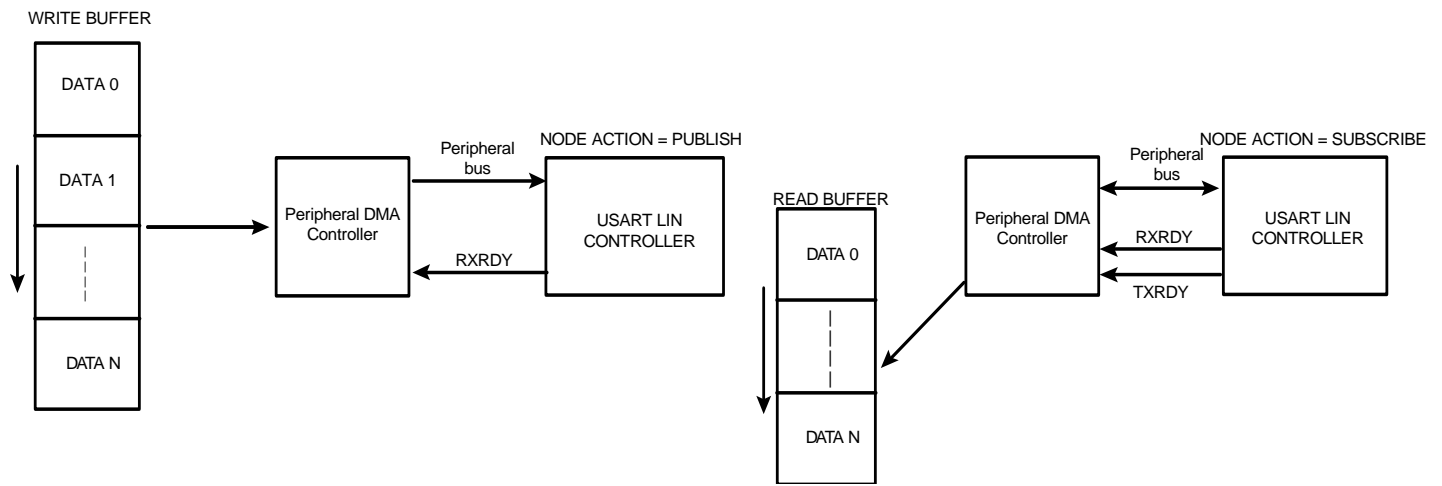 WRITE BUFFER
DATA 0
DATA 1
DATA N
Peripheral DMA
Controller
Peripheral
bus
RXRDY
NODE ACTION = PUBLISH
USART LIN
CONTROLLER
READ BUFFER
DATA 0
DATA N
Peripheral DMA
Controller
Peripheral
bus
RXRDY
TXRDY
NODE ACTION = SUBSCRIBE
USART LIN
CONTROLLER